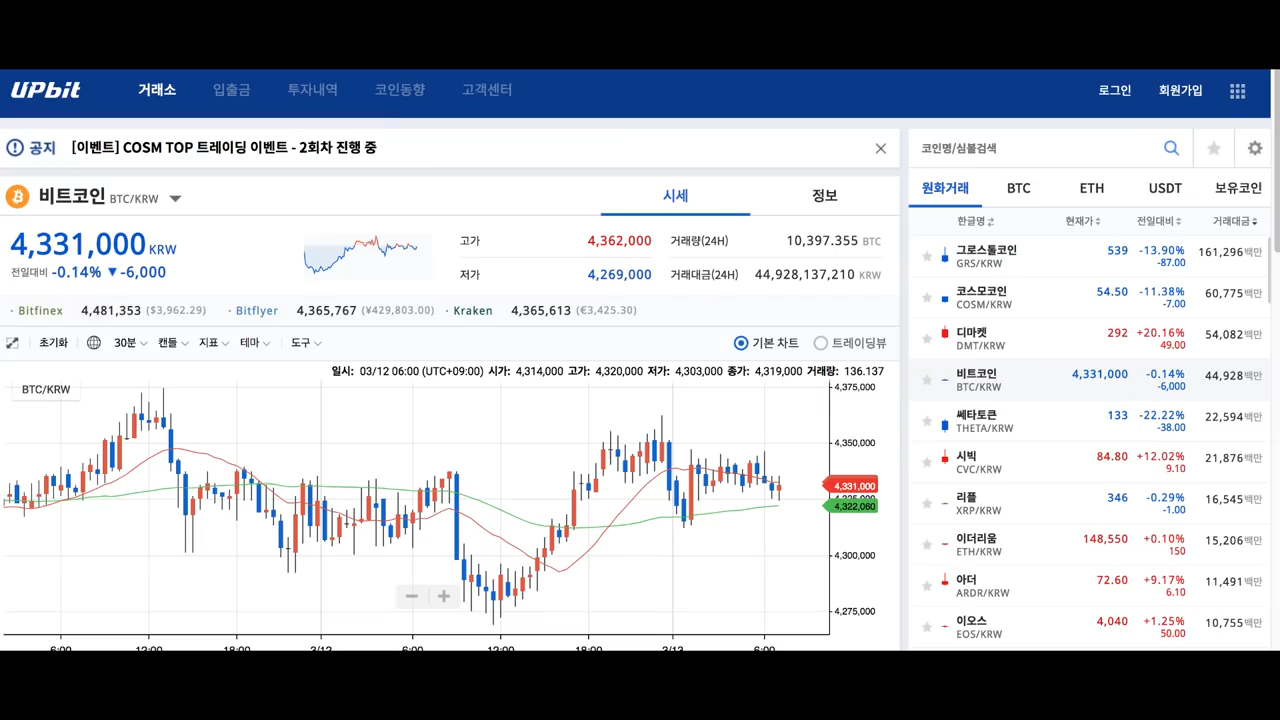 UPbit 거래소 입출금 투자내역 코인동향 고객센터 로그인 회원가입
공지 [이벤트] COSM TOP 트레이딩 이벤트 - 2회차 진행 중
비트코인 BTC/KRW 시세 정보
4,331,000 KRW
전일대비 -0.14% ▼-6,000
고가 4,362,000 거래량(24H) 10,397.355 BTC
저가 4,269,000 거래대금(24H) 44,928,137,210 KRW
· Bitfinex 4,481,353 ($3,962.29) · Bitflyer 4,365,767 (¥429,803.00) · Kraken 4,365,613 (€3,425.30)
초기화 30분 캔들 지표 테마 도구 기본 차트 트레이딩뷰
일시: 03/12 06:00 (UTC+09:00) 시가: 4,314,000 고가: 4,320,000 저가: 4,303,000 종가: 4,319,000 거래량: 136.137
BTC/KRW
4,375,000
4,350,000
4,331,000
4,325,000
4,322,060
4,300,000
4,275,000
6:00 12:00 18:00 3/12 6:00 12:00 18:00 3/13 6:00
코인명/심볼검색
원화거래 BTC ETH USDT 보유코인
한글명 현재가 전일대비 거래대금
그로스톨코인 539 -13.90% 161,296백만
GRS/KRW -87.00
코스모코인 54.50 -11.38% 60,775백만
COSM/KRW -7.00
디마켓 292 +20.16% 54,082백만
DMT/KRW 49.00
비트코인 4,331,000 -0.14% 44,928백만
BTC/KRW -6,000
쎄타토큰 133 -22.22% 22,594백만
THETA/KRW -38.00
시빅 84.80 +12.02% 21,876백만
CVC/KRW 9.10
리플 346 -0.29% 16,545백만
XRP/KRW -1.00
이더리움 148,550 +0.10% 15,206백만
ETH/KRW 150
아더 72.60 +9.17% 11,491백만
ARDR/KRW 6.10
이오스 4,040 +1.25% 10,755백만
EOS/KRW 50.00